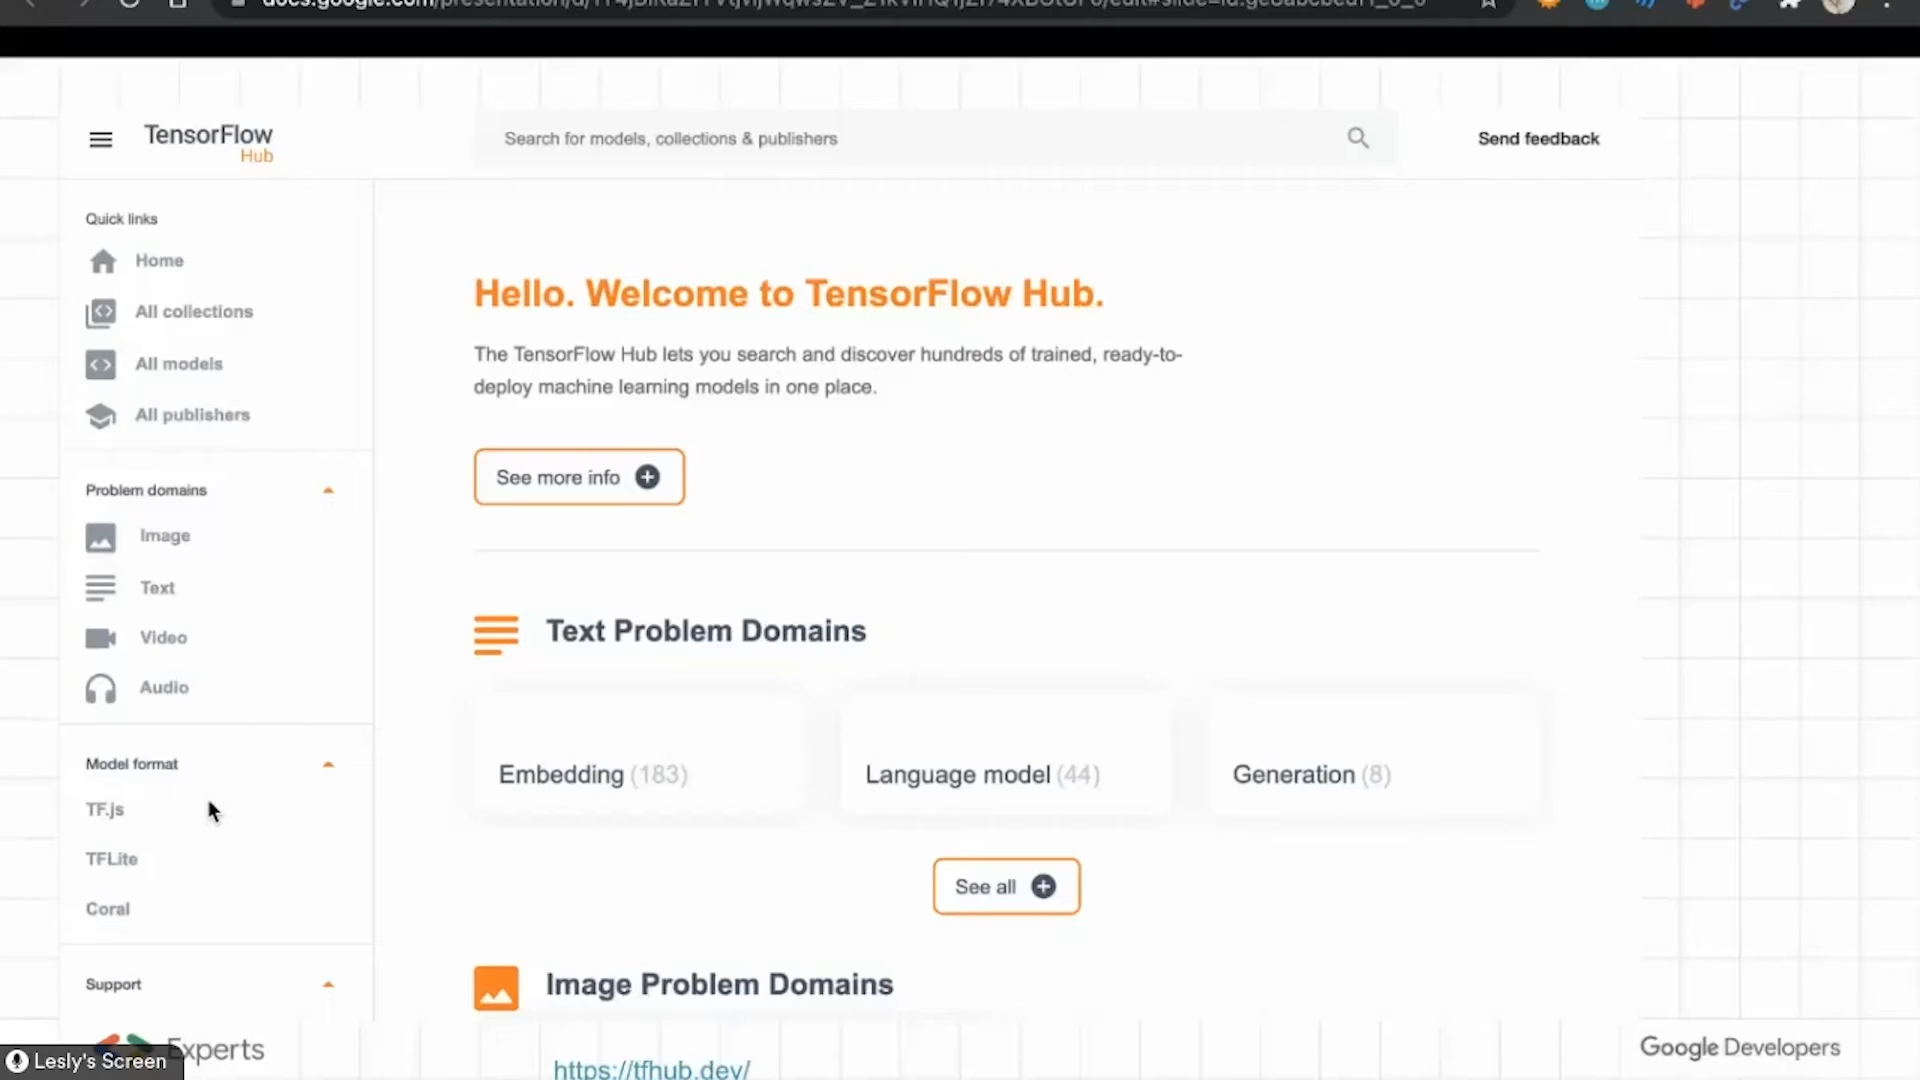 TensorFlow
Hub
Search for models, collections & publishers
Send feedback
Quick links
Home
All collections
All models
All publishers
Problem domains
Image
Text
Video
Audio
Model format
TF.js
TFLite
Coral
Support
Hello. Welcome to TensorFlow Hub.
The TensorFlow Hub lets you search and discover hundreds of trained, ready-to-
deploy machine learning models in one place.
See more info
Text Problem Domains
Embedding (183)
Language model (44)
Generation (8)
See all
Image Problem Domains
https://tfhub.dev/
Experts
Lesly's Screen
Google Developers